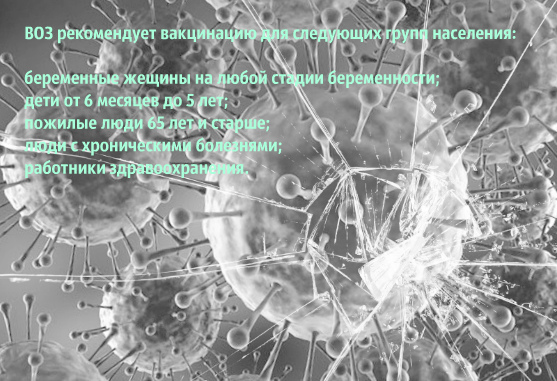 ВОЗ рекомендует вакцинацию для следующих групп населения:
беременные жещины на любой стадии беременности;
дети от 6 месяцев до 5 лет;
пожилые люди 65 лет и старше;
люди с хроническими болезнями;
работники здравоохранения.